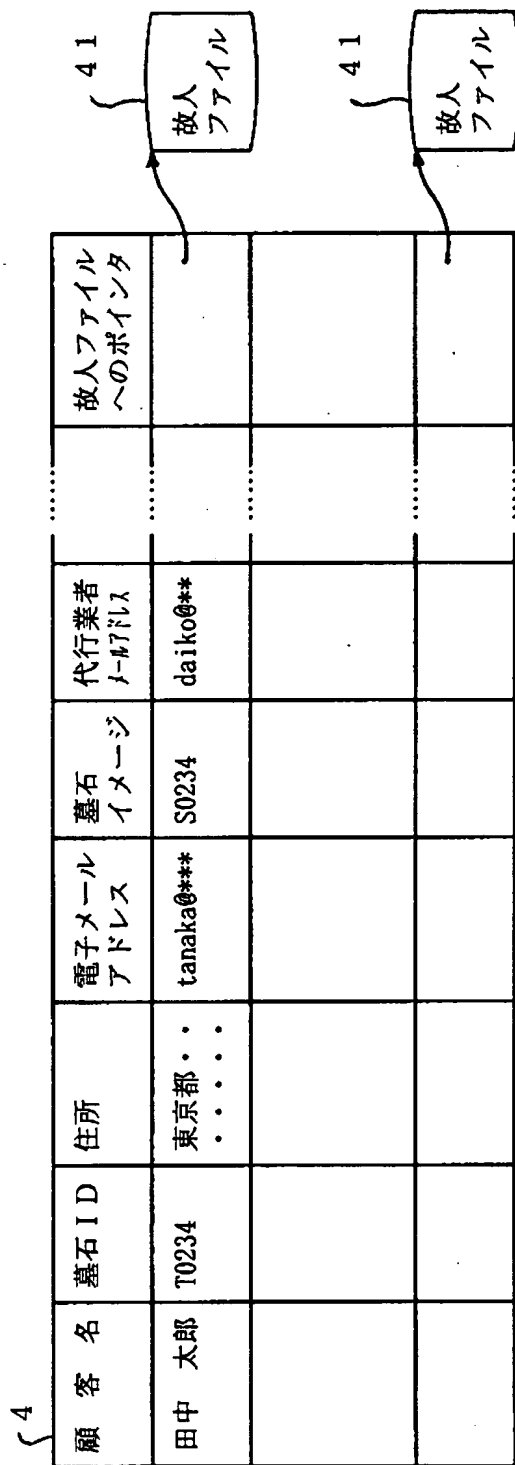 4
顧 客 名
墓石ID
住所
電子メール
アドレス
墓石
イメージ
代行業者
メールアドレス
……
故人ファイル
へのポインタ
田中 太郎
T0234
東京都・・
・・・・・・
tanaka@***
S0234
daiko@**
……
……
……
……
41
故人
ファイル
41
故人
ファイル